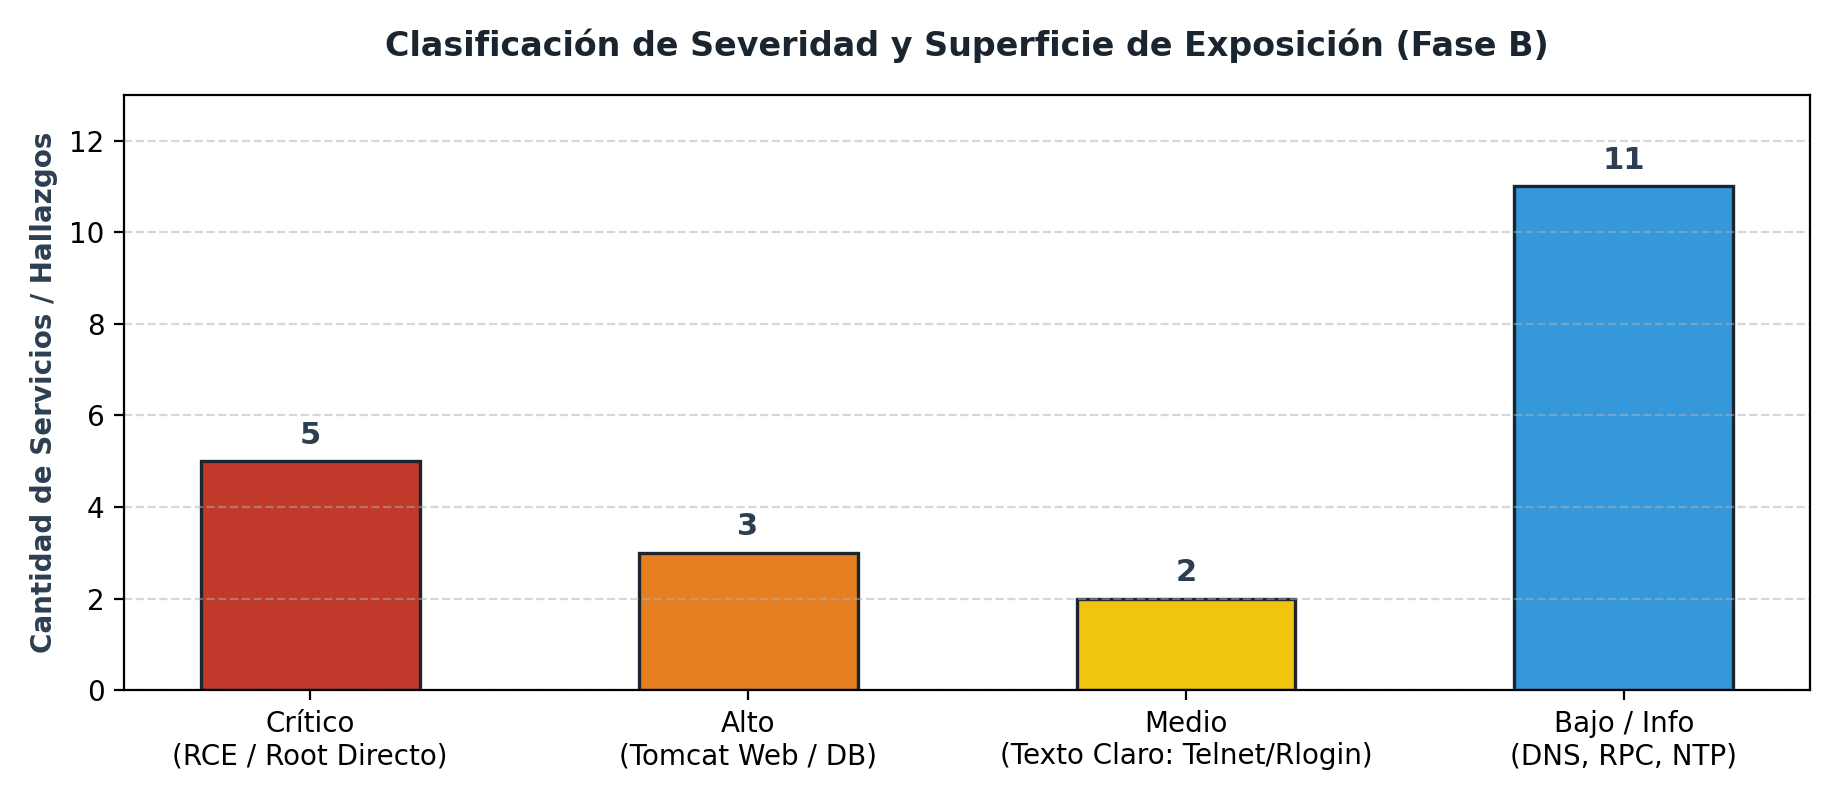 Clasificación de Severidad y Superficie de Exposición (Fase B)
Cantidad de Servicios / Hallazgos
12
10
8
6
4
2
0
5
3
2
11
Crítico
(RCE / Root Directo)
Alto
(Tomcat Web / DB)
Medio
(Texto Claro: Telnet/Rlogin)
Bajo / Info
(DNS, RPC, NTP)